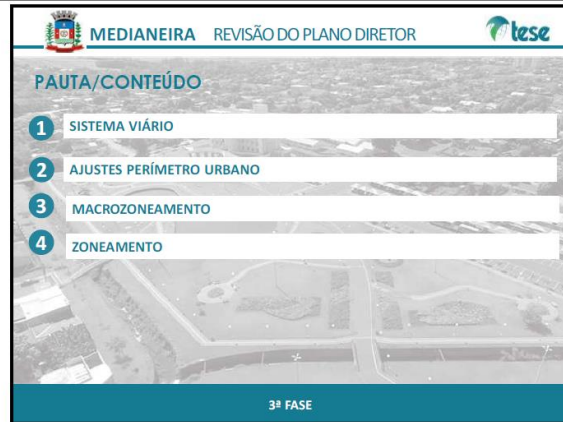 MEDIANEIRA REVISÃO DO PLANO DIRETOR
tese
PAUTA/CONTEÚDO
1 SISTEMA VIÁRIO
2 AJUSTES PERÍMETRO URBANO
3 MACROZONEAMENTO
4 ZONEAMENTO
3ª FASE